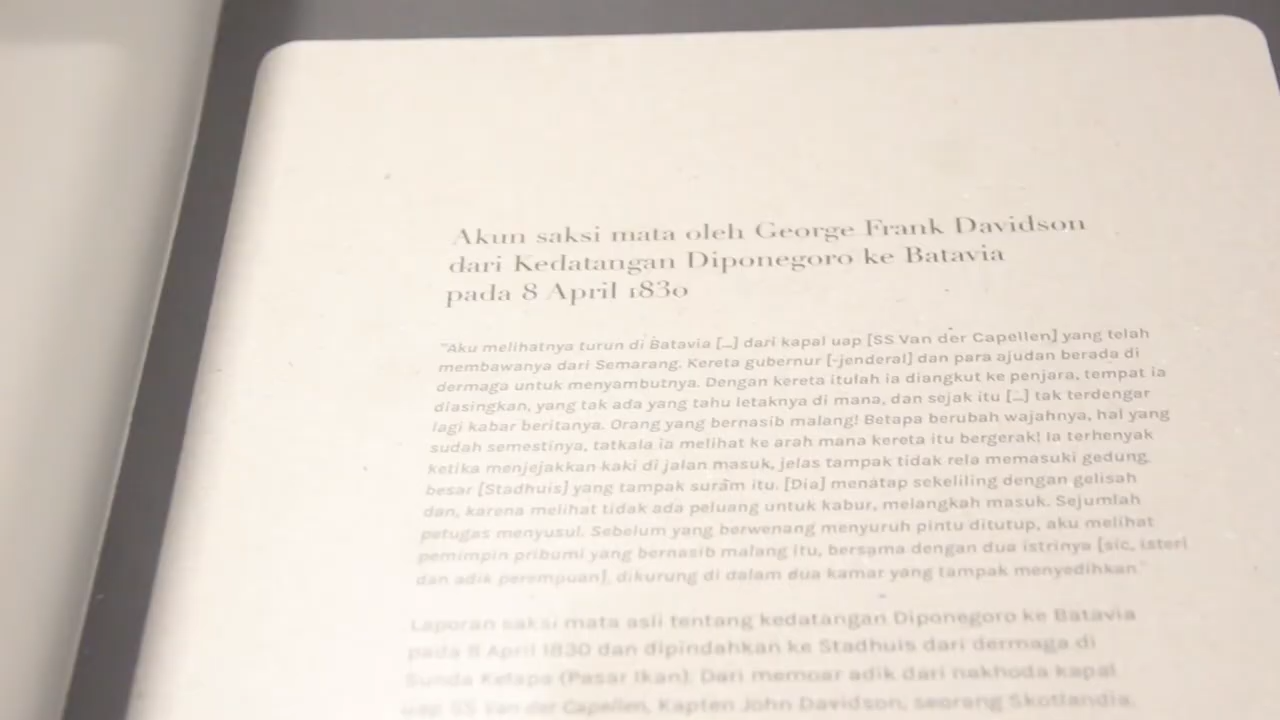 Akun saksi mata oleh George Frank Davidson
dari Kedatangan Diponegoro ke Batavia
pada 8 April 1830
"Aku melihatnya turun di Batavia [...] dari kapal uap [SS Van der Capellen] yang telah
membawanya dari Semarang. Kereta gubernur [-jenderal] dan para ajudan berada di
dermaga untuk menyambutnya. Dengan kereta itulah ia diangkut ke penjara, tempat ia
diasingkan, yang tak ada yang tahu letaknya di mana, dan sejak itu [...] tak terdengar
lagi kabar beritanya. Orang yang bernasib malang! Betapa berubah wajahnya, hal yang
sudah semestinya, tatkala ia melihat ke arah mana kereta itu bergerak! Ia terhenyak
ketika menjejakkan kaki di jalan masuk, jelas tampak tidak rela memasuki gedung
besar [Stadhuis] yang tampak suram itu. [Dia] menatap sekeliling dengan gelisah
dan, karena melihat tidak ada peluang untuk kabur, melangkah masuk. Sejumlah
petugas menyusul. Sebelum yang berwenang menyuruh pintu ditutup, aku melihat
pemimpin pribumi yang bernasib malang itu, bersama dengan dua istrinya [sic, isteri
dan adik perempuan], dikurung di dalam dua kamar yang tampak menyedihkan."
Laporan saksi mata asli tentang kedatangan Diponegoro ke Batavia
pada 8 April 1830 dan dipindahkan ke Stadhuis dari dermaga di
Sunda Kelapa (Pasar Ikan). Dari memoar adik dari nakhoda kapal
uap SS Van der Capellen, Kapten John Davidson, seorang Skotlandia.